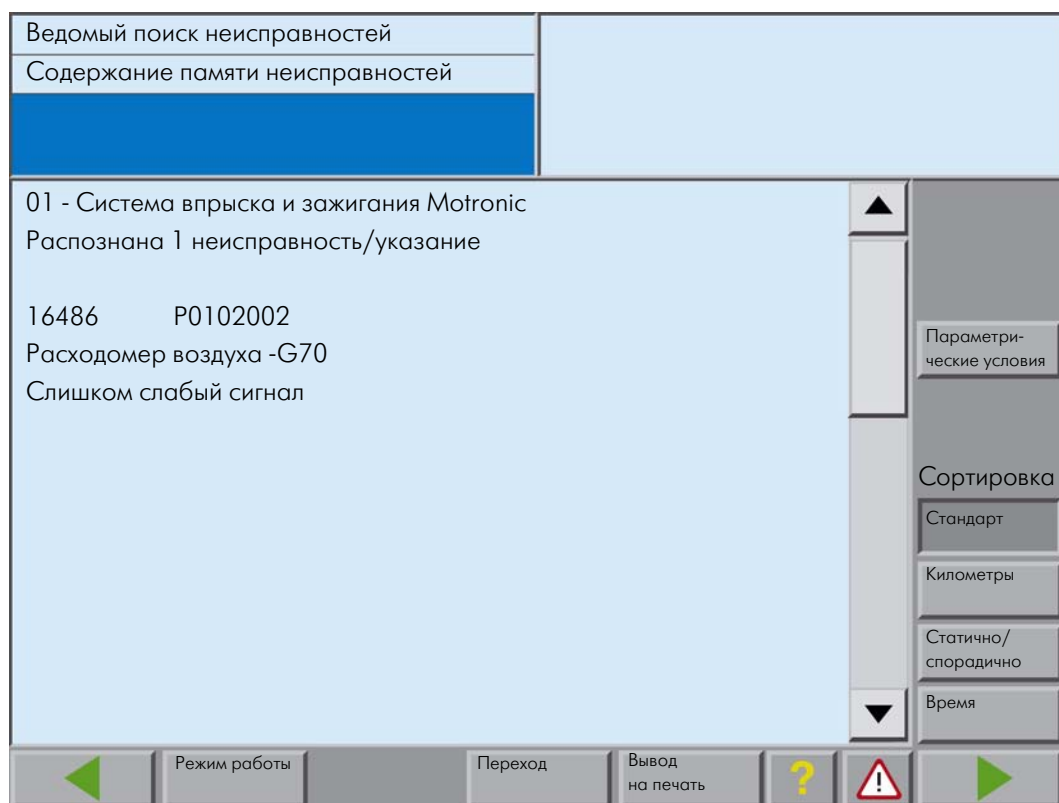 Ведомый поиск неисправностей
Содержание памяти неисправностей
01 - Система впрыска и зажигания Motronic
Распознана 1 неисправность/указание
16486 P0102002
Расходомер воздуха -G70
Слишком слабый сигнал
Параметри-
ческие условия
Сортировка
Стандарт
Километры
Статично/
спорадично
Время
Режим работы
Переход
Вывод
на печать
?